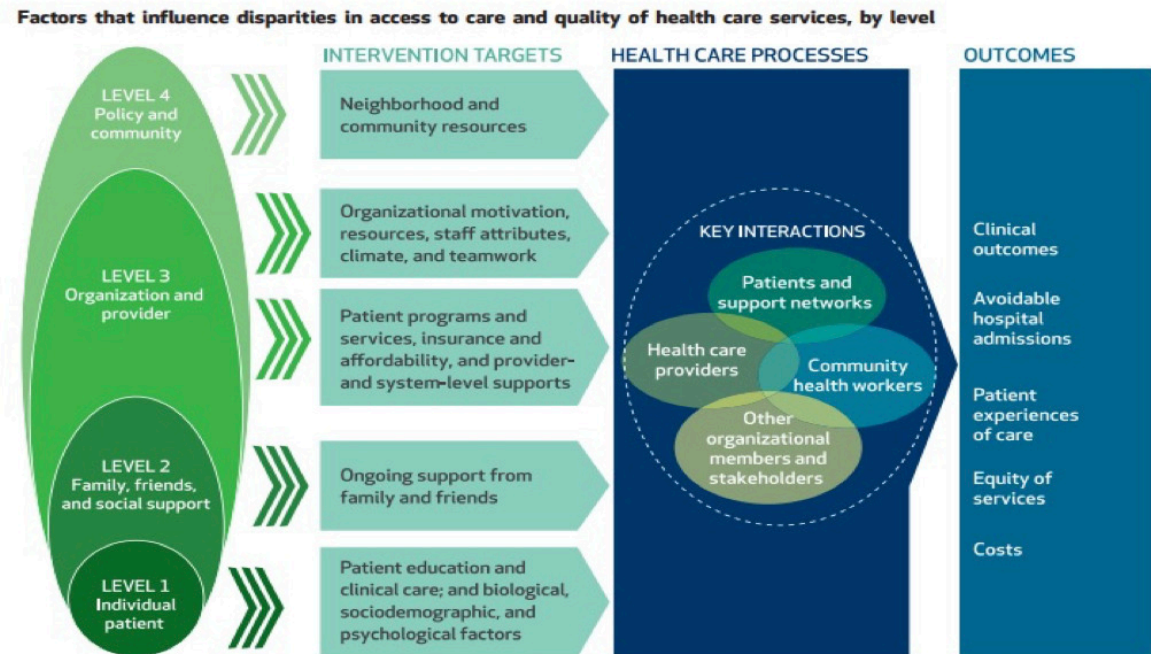 Factors that influence disparities in access to care and quality of health care services, by level
INTERVENTION TARGETS
HEALTH CARE PROCESSES
OUTCOMES
LEVEL 4
Policy and
community
Neighborhood and
community resources
LEVEL 3
Organization and
provider
Organizational motivation,
resources, staff attributes,
climate, and teamwork
Patient programs and
services, insurance and
affordability, and provider-
and system-level supports
LEVEL 2
Family, friends,
and social support
Ongoing support from
family and friends
LEVEL 1
Individual
patient
Patient education and
clinical care; and biological,
sociodemographic, and
psychological factors
KEY INTERACTIONS
Patients and
support networks
Health care
providers
Community
health workers
Other
organizational
members and
stakeholders
Clinical
outcomes
Avoidable
hospital
admissions
Patient
experiences
of care
Equity of
services
Costs